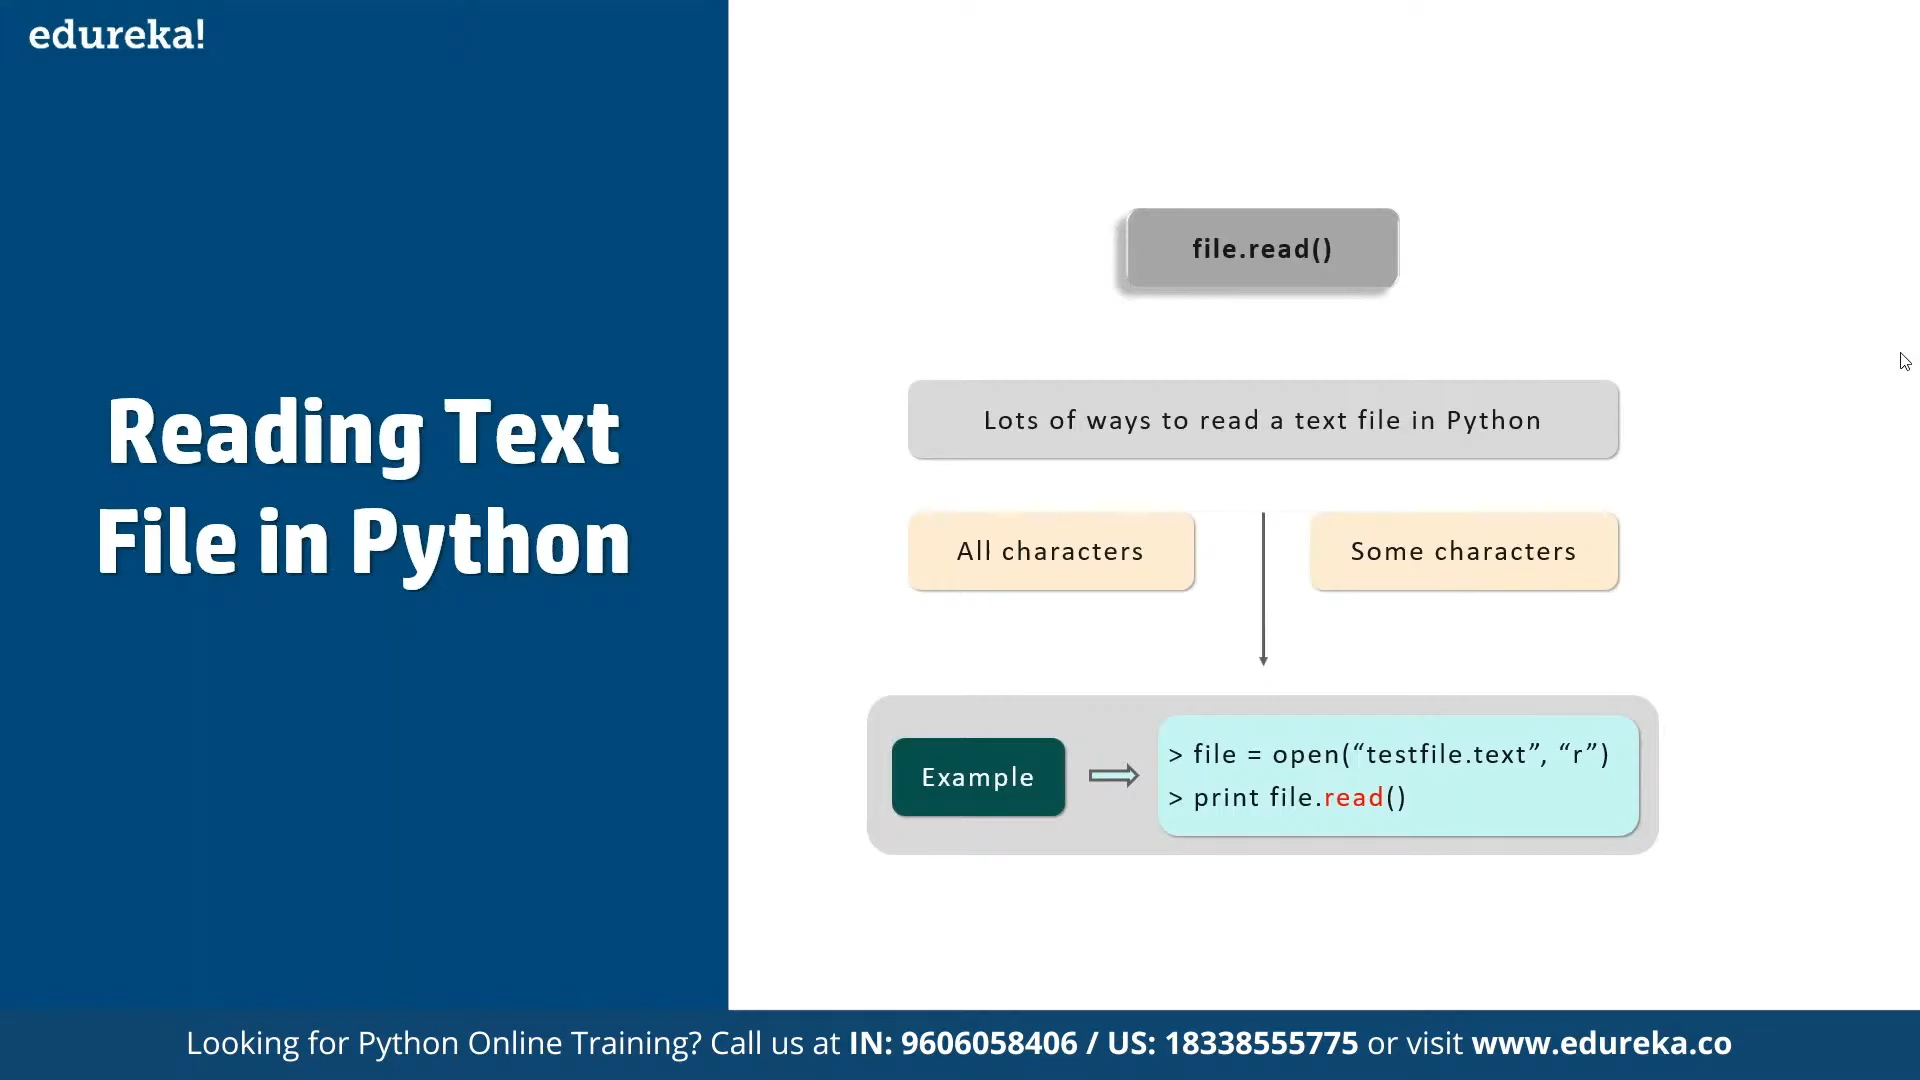 edureka!
Reading Text
File in Python
file.read()
Lots of ways to read a text file in Python
All characters
Some characters
Example
> file = open(“testfile.text”, “r”)
> print file.read()
Looking for Python Online Training? Call us at IN: 9606058406 / US: 18338555775 or visit www.edureka.co